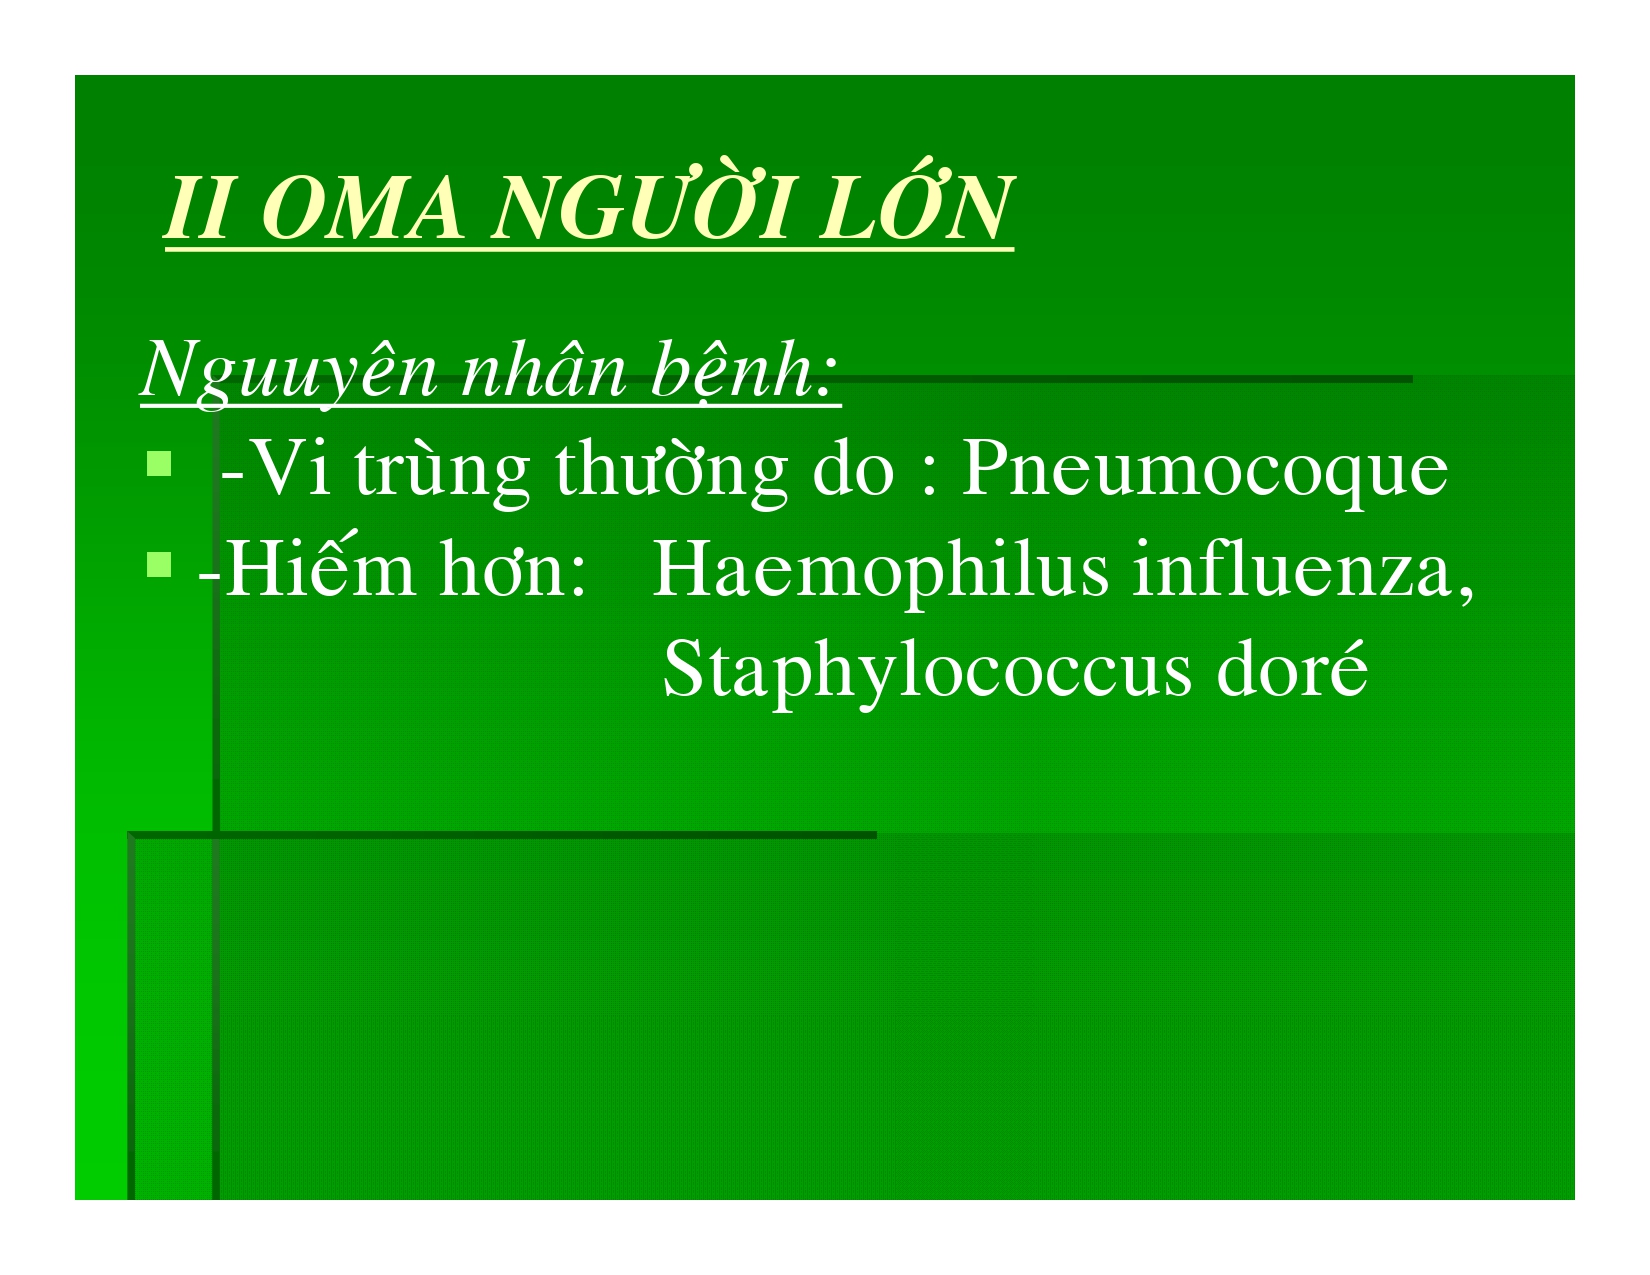 II OMA NGƯỜI LỚN
Nguuyên nhân bệnh:
-Vi trùng thường do : Pneumocoque
-Hiếm hơn: Haemophilus influenza,
Staphylococcus doré